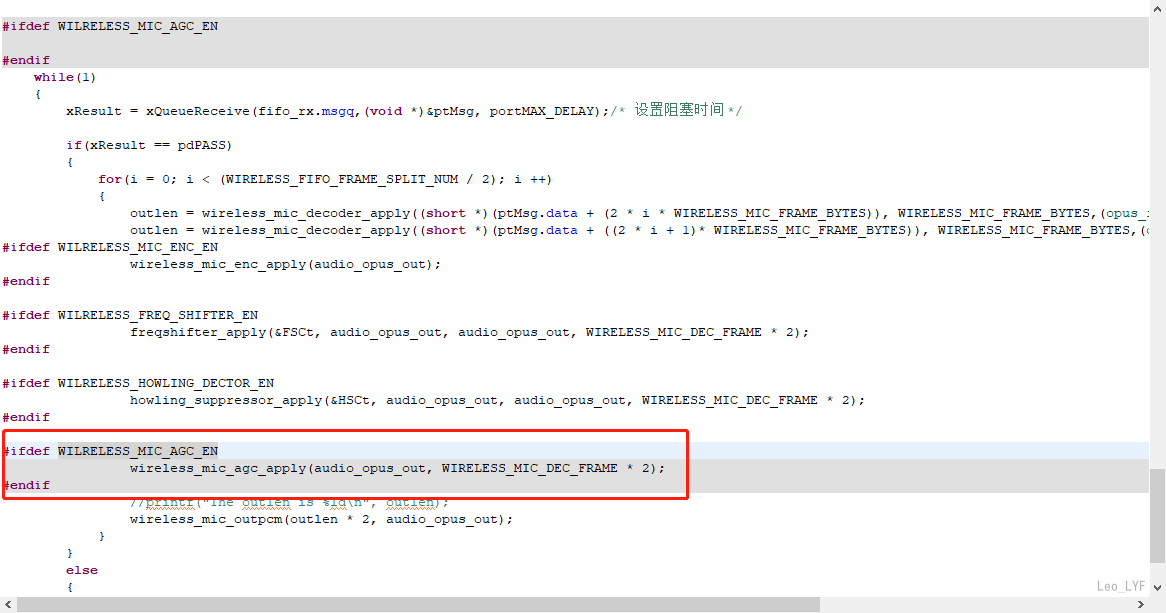 #ifdef WILRELESS_MIC_AGC_EN
#endif
while(1)
{
xResult = xQueueReceive(fifo_rx.msgq,(void *)&ptMsg, portMAX_DELAY);/* 设置阻塞时间 */
if(xResult == pdPASS)
{
for(i = 0; i < (WIRELESS_FIFO_FRAME_SPLIT_NUM / 2); i ++)
{
outlen = wireless_mic_decoder_apply((short *)(ptMsg.data + (2 * i * WIRELESS_MIC_FRAME_BYTES)), WIRELESS_MIC_FRAME_BYTES,(opus_
outlen = wireless_mic_decoder_apply((short *)(ptMsg.data + ((2 * i + 1)* WIRELESS_MIC_FRAME_BYTES)), WIRELESS_MIC_FRAME_BYTES,(
#ifdef WILRELESS_MIC_ENC_EN
wireless_mic_enc_apply(audio_opus_out);
#endif
#ifdef WILRELESS_FREQ_SHIFTER_EN
freqshifter_apply(&FSCt, audio_opus_out, audio_opus_out, WIRELESS_MIC_DEC_FRAME * 2);
#endif
#ifdef WILRELESS_HOWLING_DECTOR_EN
howling_suppressor_apply(&HSCt, audio_opus_out, audio_opus_out, WIRELESS_MIC_DEC_FRAME * 2);
#endif
#ifdef WILRELESS_MIC_AGC_EN
wireless_mic_agc_apply(audio_opus_out, WIRELESS_MIC_DEC_FRAME * 2);
#endif
//printf("The outlen is %ld\n", outlen);
wireless_mic_outpcm(outlen * 2, audio_opus_out);
}
}
else
{
Leo_LYF